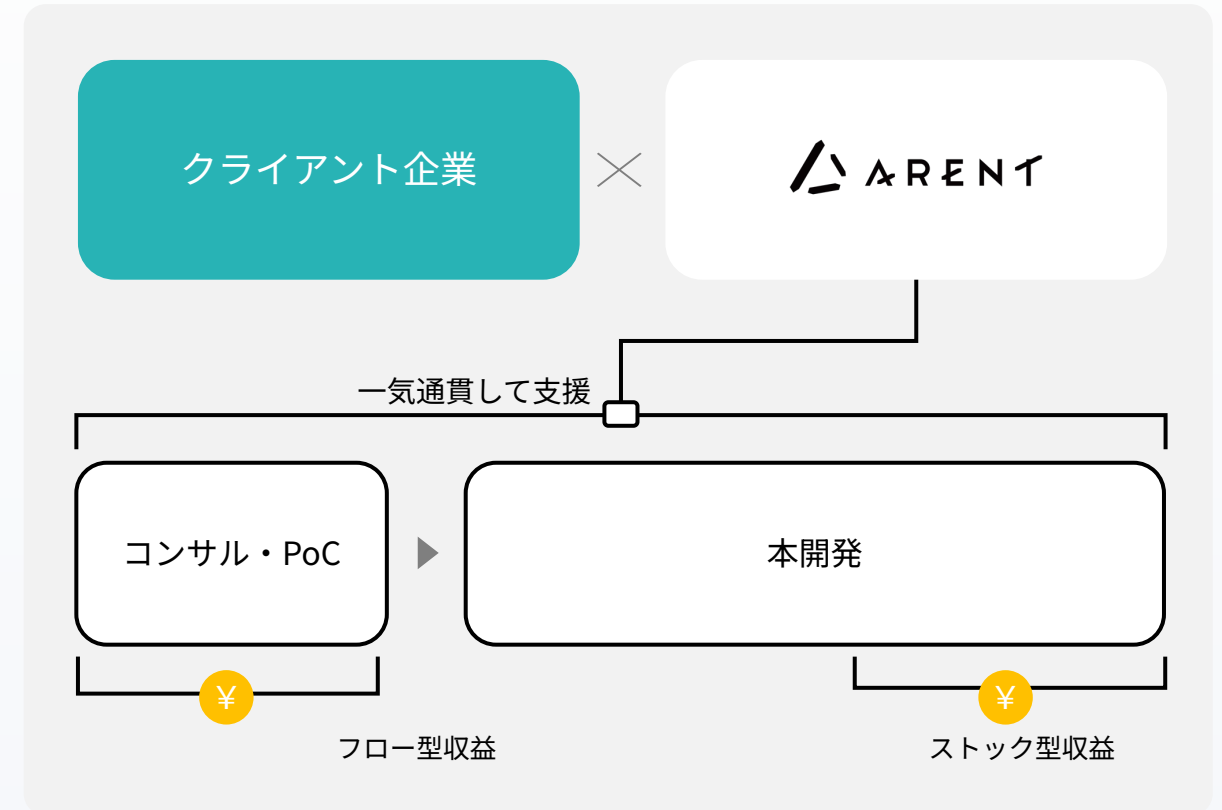 クライアント企業
ARENT
一気通貫して支援
コンサル・PoC
本開発
¥
¥
フロー型収益
ストック型収益